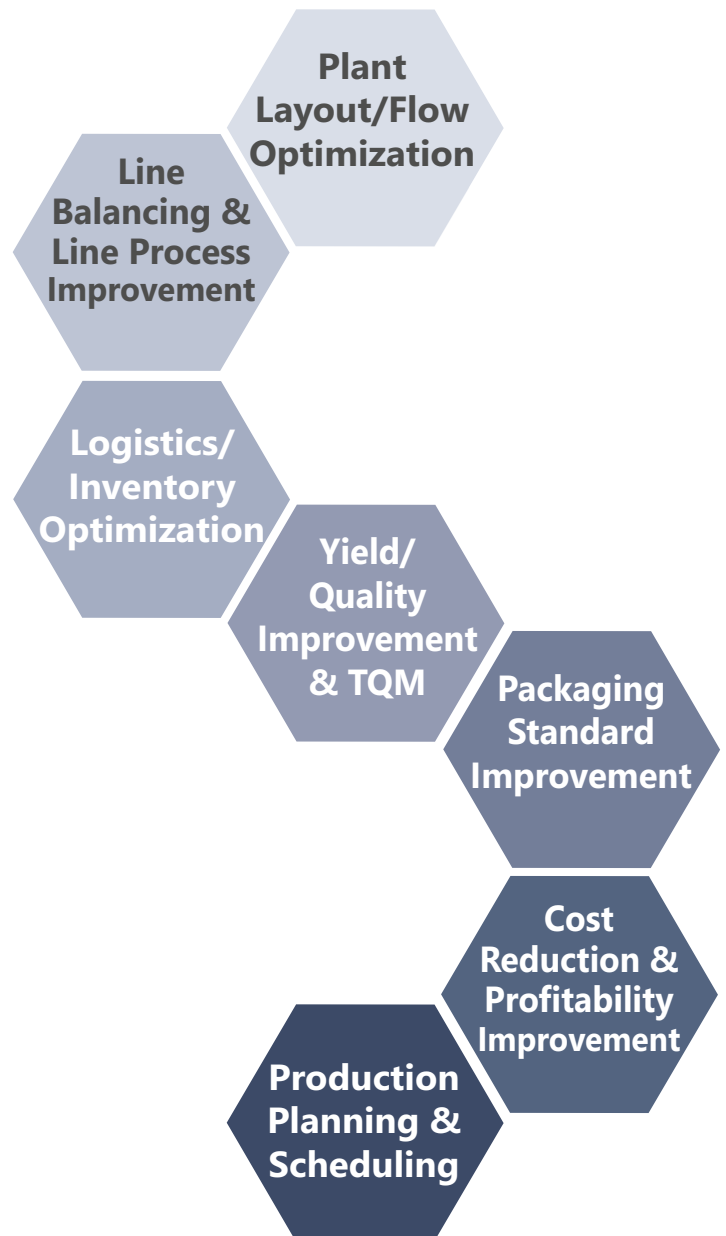 Plant
Layout/Flow
Optimization
Line
Balancing &
Line Process
Improvement
Logistics/
Inventory
Optimization
Yield/
Quality
Improvement
& TQM
Packaging
Standard
Improvement
Cost
Reduction &
Profitability
Improvement
Production
Planning &
Scheduling